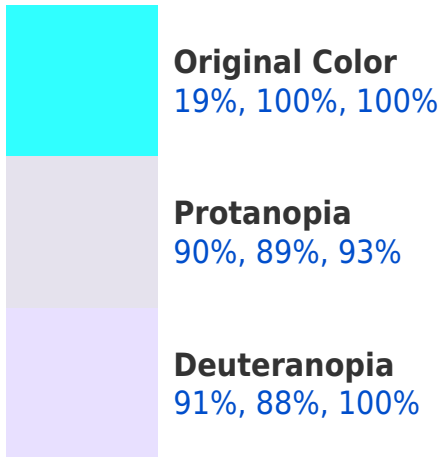 Original Color
19%, 100%, 100%
Protanopia
90%, 89%, 93%
Deuteranopia
91%, 88%, 100%